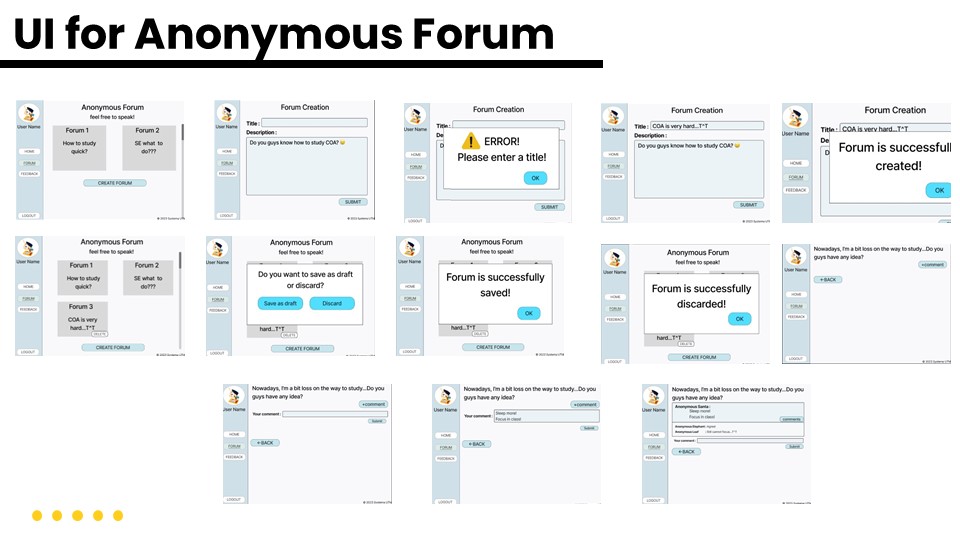 UI for Anonymous Forum
Anonymous Forum
feel free to speak!
User Name
Forum 1
How to study
quick?
Forum 2
SE what to
do???
HOME
FORUM
FEEDBACK
CREATE FORUM
LOGOUT
Forum Creation
User Name
Title :
Description :
Do you guys know how to study COA? 😢
HOME
FORUM
FEEDBACK
SUBMIT
LOGOUT
Forum Creation
User Name
Title :
De
D
ERROR!
Please enter a title!
OK
HOME
FORUM
FEEDBACK
SUBMIT
LOGOUT
Forum Creation
User Name
Title : COA is very hard...T^T
Description :
Do you guys know how to study COA? 😢
HOME
FORUM
FEEDBACK
SUBMIT
LOGOUT
Forum Creation
User Name
Title : COA is very hard...T^T
De
D
Forum is successfull
created!
OK
HOME
FORUM
FEEDBACK
LOGOUT
Anonymous Forum
feel free to speak!
User Name
Forum 1
How to study
quick?
Forum 2
SE what to
do???
Forum 3
COA is very
hard...T^T
DELETE
HOME
FORUM
FEEDBACK
CREATE FORUM
LOGOUT
Anonymous Forum
feel free to speak!
User Name
Do you want to save as draft
or discard?
Save as draft
Discard
hard...T^T
DELETE
HOME
FORUM
FEEDBACK
CREATE FORUM
LOGOUT
Anonymous Forum
feel free to speak!
User Name
Forum is successfully
saved!
OK
hard...T^T
DELETE
HOME
FORUM
FEEDBACK
CREATE FORUM
LOGOUT
Anonymous Forum
feel free to speak!
User Name
Forum is successfully
discarded!
OK
hard...T^T
DELETE
HOME
FORUM
FEEDBACK
CREATE FORUM
LOGOUT
Nowadays, I'm a bit loss on the way to study...Do you
guys have any idea?
+comment
User Name
←BACK
HOME
FORUM
FEEDBACK
LOGOUT
Nowadays, I'm a bit loss on the way to study...Do you
guys have any idea?
+comment
User Name
Your comment :
Submit
HOME
FORUM
FEEDBACK
←BACK
LOGOUT
Nowadays, I'm a bit loss on the way to study...Do you
guys have any idea?
+comment
User Name
Your comment :
Sleep more!
Focus in class!
Submit
HOME
FORUM
FEEDBACK
←BACK
LOGOUT
Nowadays, I'm a bit loss on the way to study...Do you
guys have any idea?
User Name
Anonymous Santa :
Sleep more!
Focus in class!
comments
Your comment :
Submit
HOME
FORUM
FEEDBACK
←BACK
LOGOUT